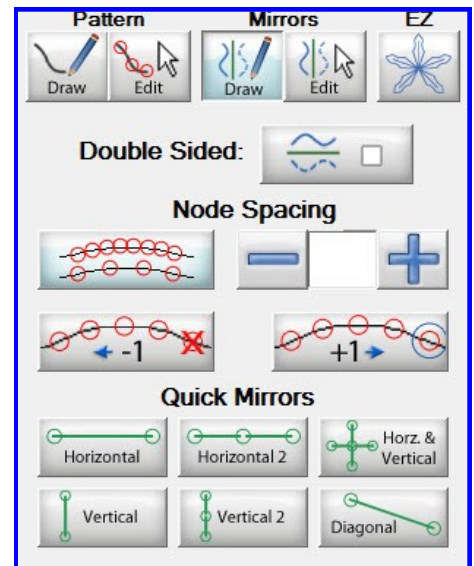 Pattern Mirrors EZ
Draw Edit Draw Edit
Double Sided:
Node Spacing
-1 +1
Quick Mirrors
Horizontal Horizontal 2 Horz. &
Vertical
Vertical Vertical 2 Diagonal